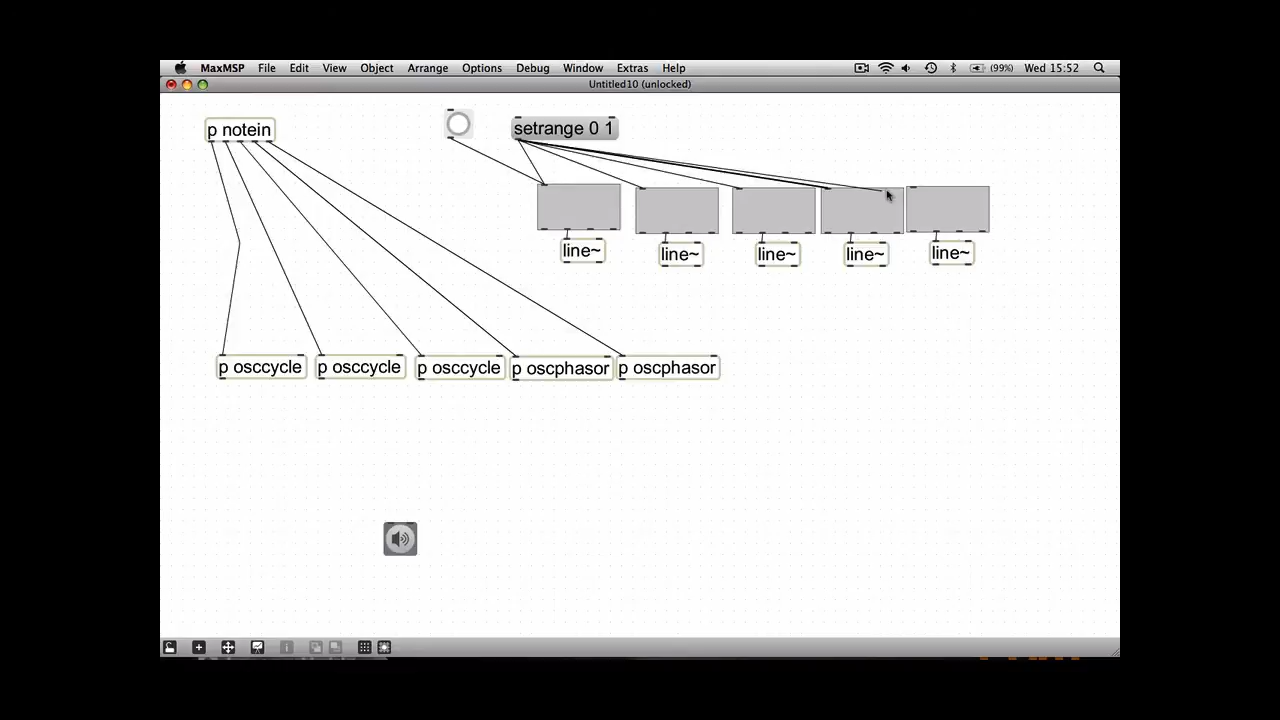 MaxMSP File Edit View Object Arrange Options Debug Window Extras Help (99%) Wed 15:52
Untitled10 (unlocked)
p notein
setrange 0 1
line~ line~ line~ line~ line~
p osccycle p osccycle p osccycle p oscphasor p oscphasor